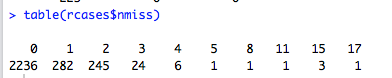 > table(rcases$nmiss)
0 1 2 3 4 5 8 11 15 17
2236 282 245 24 6 1 1 1 3 1